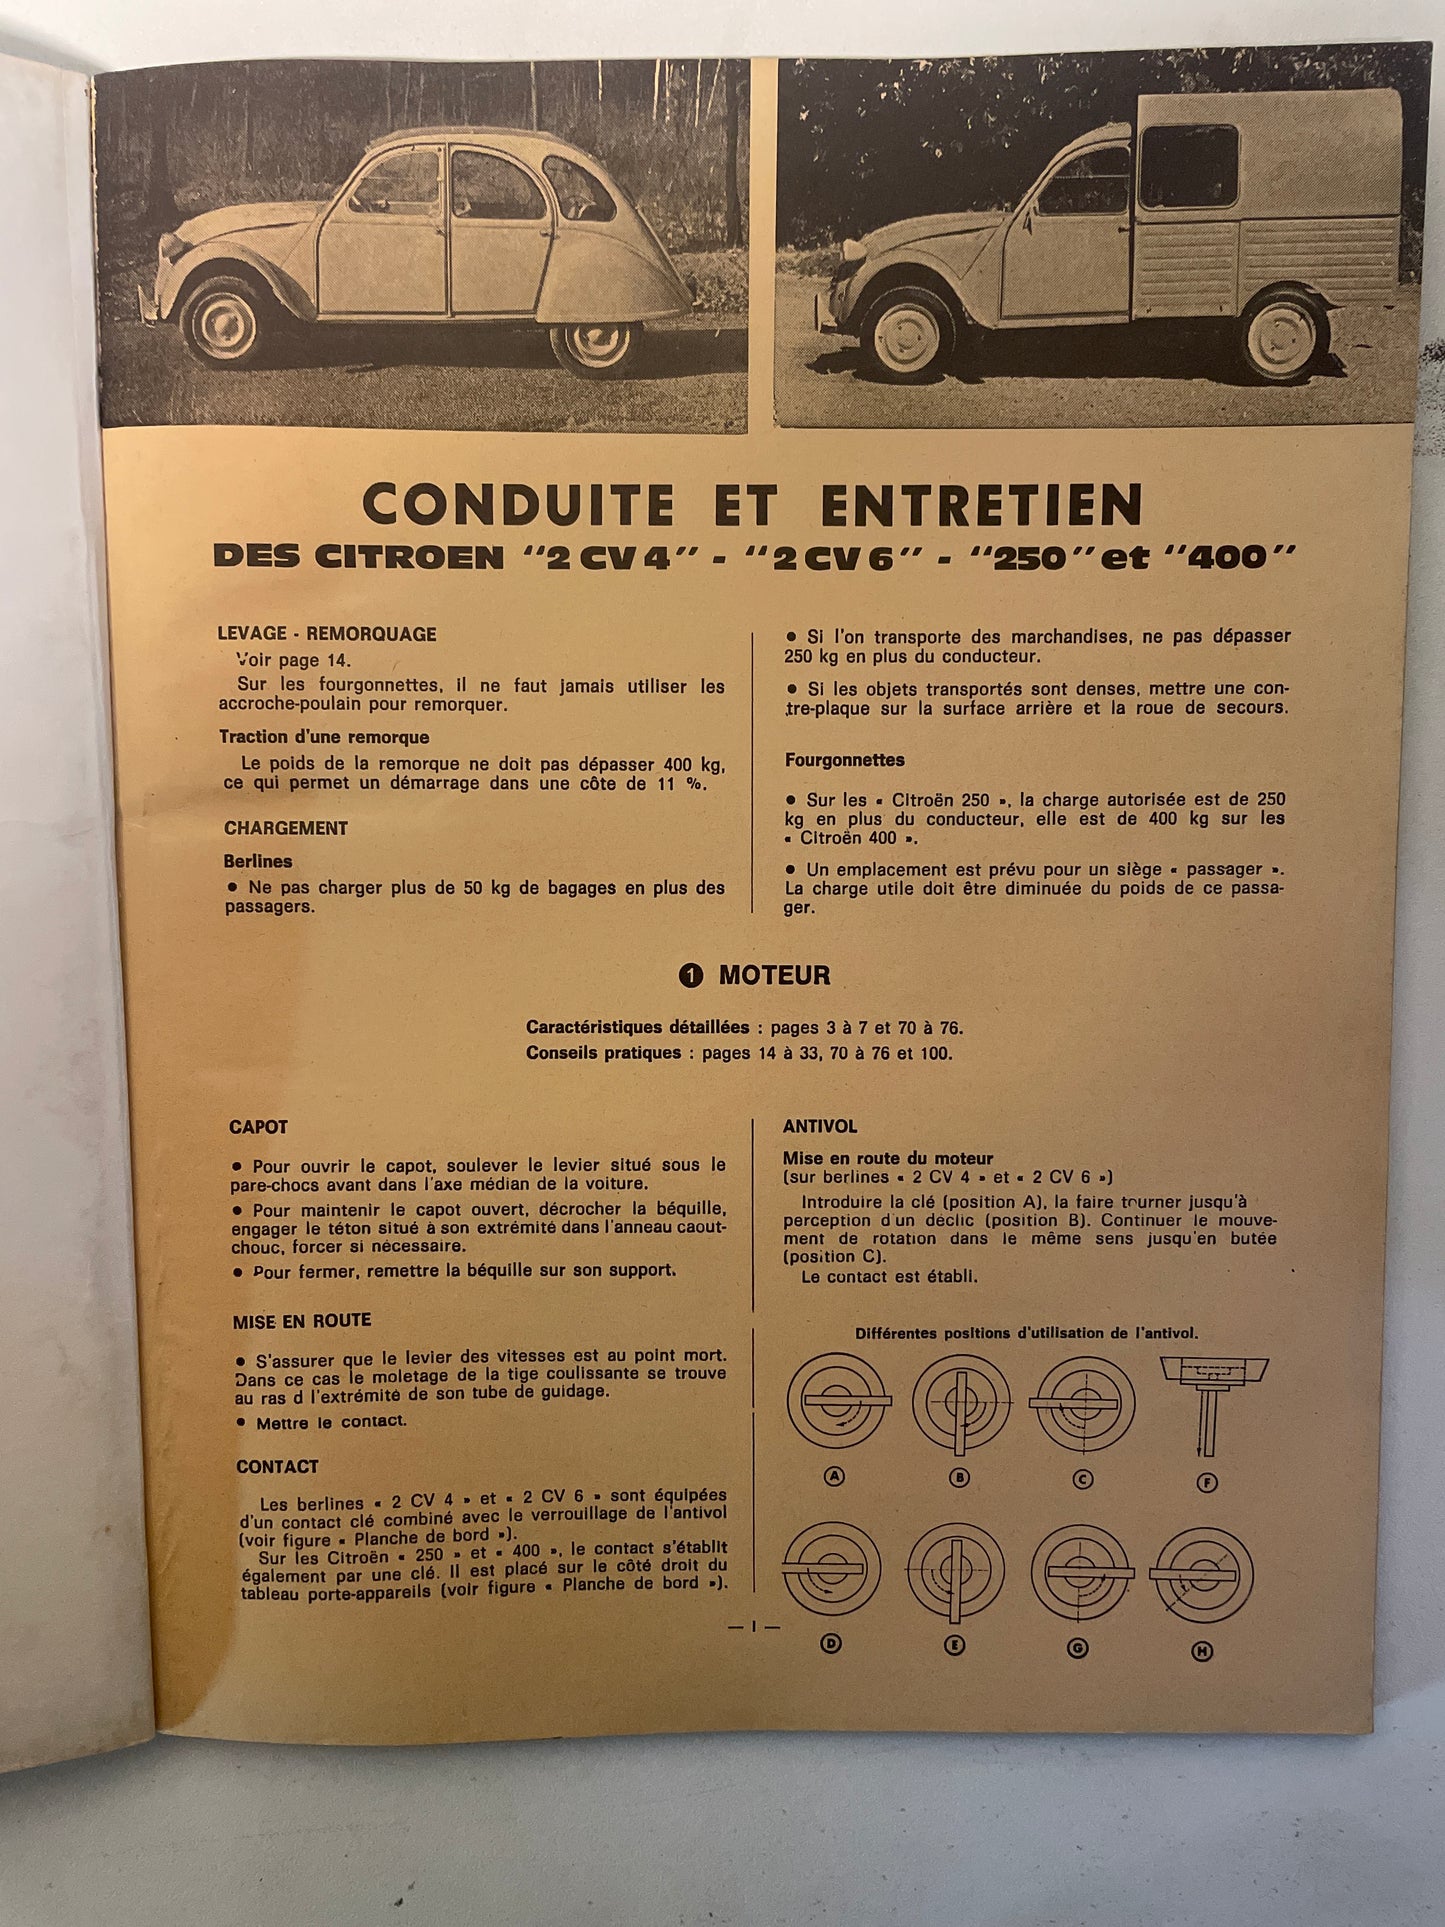 CONDUITE ET ENTRETIEN
DES CITROEN "2 CV 4" - "2 CV 6" - "250" et "400"
LEVAGE - REMORQUAGE
Voir page 14.
Sur les fourgonnettes, il ne faut jamais utiliser les
accroche-poulain pour remorquer.
Traction d'une remorque
Le poids de la remorque ne doit pas dépasser 400 kg,
ce qui permet un démarrage dans une côte de 11 %.
CHARGEMENT
Berlines
● Ne pas charger plus de 50 kg de bagages en plus des
passagers.
● Si l'on transporte des marchandises, ne pas dépasser
250 kg en plus du conducteur.
● Si les objets transportés sont denses, mettre une con-
tre-plaque sur la surface arrière et la roue de secours.
Fourgonnettes
● Sur les « Citroën 250 », la charge autorisée est de 250
kg en plus du conducteur, elle est de 400 kg sur les
« Citroën 400 ».
● Un emplacement est prévu pour un siège « passager ».
La charge utile doit être diminuée du poids de ce passa-
ger.
1 MOTEUR
Caractéristiques détaillées : pages 3 à 7 et 70 à 76.
Conseils pratiques : pages 14 à 33, 70 à 76 et 100.
CAPOT
● Pour ouvrir le capot, soulever le levier situé sous le
pare-chocs avant dans l'axe médian de la voiture.
● Pour maintenir le capot ouvert, décrocher la béquille,
engager le téton situé à son extrémité dans l'anneau caout-
chouc, forcer si nécessaire.
● Pour fermer, remettre la béquille sur son support.
MISE EN ROUTE
● S'assurer que le levier des vitesses est au point mort.
Dans ce cas le moletage de la tige coulissante se trouve
au ras d l'extrémité de son tube de guidage.
● Mettre le contact.
CONTACT
Les berlines « 2 CV 4 » et « 2 CV 6 » sont équipées
d'un contact clé combiné avec le verrouillage de l'antivol
(voir figure « Planche de bord »).
Sur les Citroën « 250 » et « 400 », le contact s'établit
également par une clé. Il est placé sur le côté droit du
tableau porte-appareils (voir figure « Planche de bord »).
ANTIVOL
Mise en route du moteur
(sur berlines « 2 CV 4 » et « 2 CV 6 »)
Introduire la clé (position A), la faire tourner jusqu'à
perception d'un déclic (position B). Continuer le mouve-
ment de rotation dans le même sens jusqu'en butée
(position C).
Le contact est établi.
Différentes positions d'utilisation de l'antivol.
A B C F
D E G H
— I —